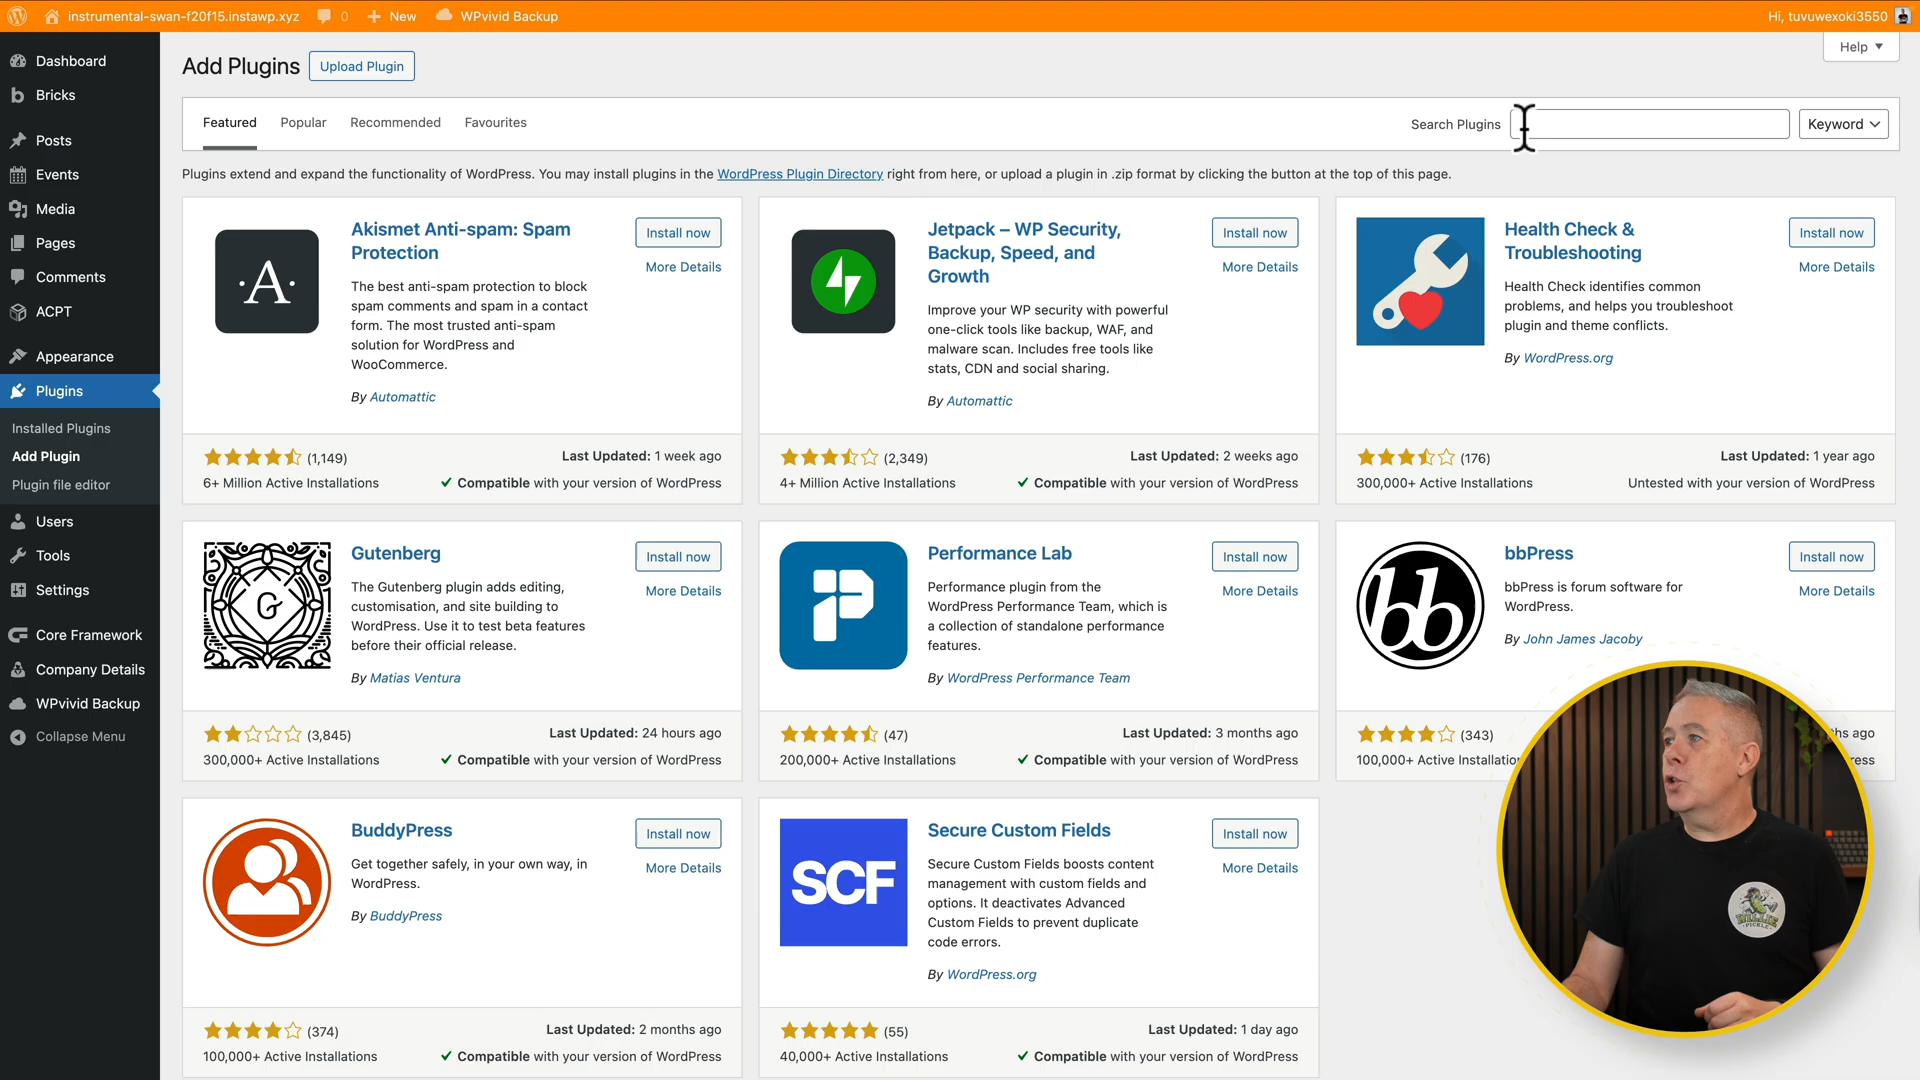 instrumental-swan-f20f15.instawp.xyz
0
New
WPvivid Backup
Hi, tuvuwexoki3550
Dashboard
Bricks
Posts
Events
Media
Pages
Comments
ACPT
Appearance
Plugins
Installed Plugins
Add Plugin
Plugin file editor
Users
Tools
Settings
Core Framework
Company Details
WPvivid Backup
Collapse Menu
Help
Add Plugins
Upload Plugin
Featured
Popular
Recommended
Favourites
Search Plugins
Keyword
Plugins extend and expand the functionality of WordPress. You may install plugins in the WordPress Plugin Directory right from here, or upload a plugin in .zip format by clicking the button at the top of this page.
A
Akismet Anti-spam: Spam
Protection
Install now
More Details
The best anti-spam protection to block
spam comments and spam in a contact
form. The most trusted anti-spam
solution for WordPress and
WooCommerce.
By Automattic
(1,149)
Last Updated: 1 week ago
6+ Million Active Installations
Compatible with your version of WordPress
Jetpack – WP Security,
Backup, Speed, and
Growth
Install now
More Details
Improve your WP security with powerful
one-click tools like backup, WAF, and
malware scan. Includes free tools like
stats, CDN and social sharing.
By Automattic
(2,349)
Last Updated: 2 weeks ago
4+ Million Active Installations
Compatible with your version of WordPress
Health Check &
Troubleshooting
Install now
More Details
Health Check identifies common
problems, and helps you troubleshoot
plugin and theme conflicts.
By WordPress.org
(176)
Last Updated: 1 year ago
300,000+ Active Installations
Untested with your version of WordPress
G
Gutenberg
Install now
More Details
The Gutenberg plugin adds editing,
customisation, and site building to
WordPress. Use it to test beta features
before their official release.
By Matias Ventura
(3,845)
Last Updated: 24 hours ago
300,000+ Active Installations
Compatible with your version of WordPress
Performance Lab
Install now
More Details
Performance plugin from the
WordPress Performance Team, which is
a collection of standalone performance
features.
By WordPress Performance Team
(47)
Last Updated: 3 months ago
200,000+ Active Installations
Compatible with your version of WordPress
bb
bbPress
Install now
More Details
bbPress is forum software for
WordPress.
By John James Jacoby
(343)
ago
100,000+ Active
BuddyPress
Install now
More Details
Get together safely, in your own way, in
WordPress.
By BuddyPress
(374)
Last Updated: 2 months ago
100,000+ Active Installations
Compatible with your version of WordPress
SCF
Secure Custom Fields
Install now
More Details
Secure Custom Fields boosts content
management with custom fields and
options. It deactivates Advanced
Custom Fields to prevent duplicate
code errors.
By WordPress.org
(55)
Last Updated: 1 day ago
40,000+ Active Installations
Compatible with your version of WordPress